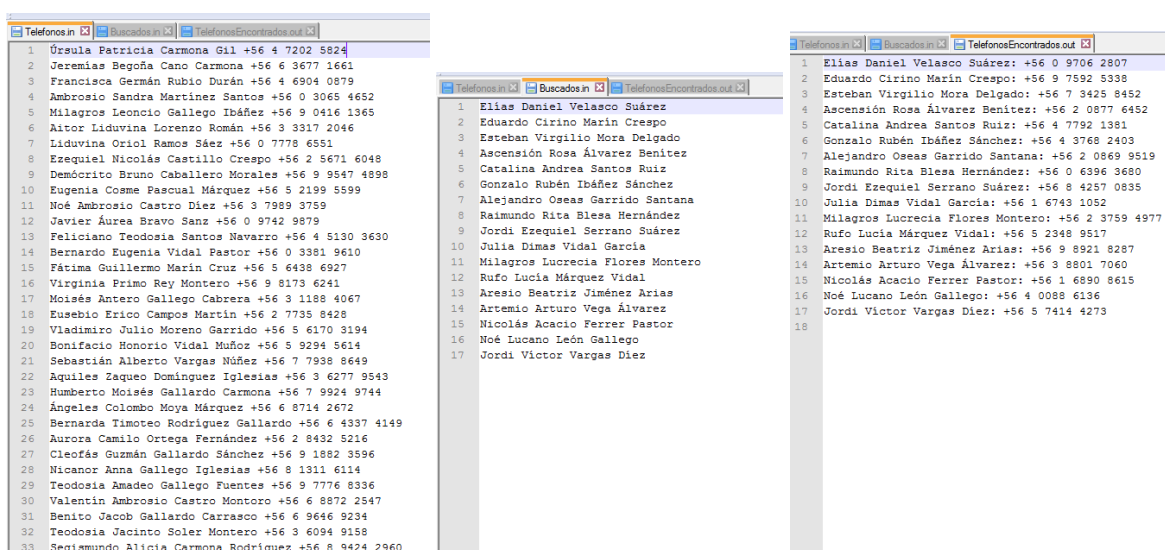 Telefonos.in Buscados.in TelefonosEncontrados.out
1 Úrsula Patricia Carmona Gil +56 4 7202 5824
2 Jeremías Begoña Cano Carmona +56 6 3677 1661
3 Francisca Germán Rubio Durán +56 4 6904 0879
4 Ambrosio Sandra Martínez Santos +56 0 3065 4652
5 Milagros Leoncio Gallego Ibáñez +56 9 0416 1365
6 Aitor Liduvina Lorenzo Román +56 3 3317 2046
7 Liduvina Oriol Ramos Sáez +56 0 7778 6551
8 Ezequiel Nicolás Castillo Crespo +56 2 5671 6048
9 Demócrito Bruno Caballero Morales +56 9 9547 4898
10 Eugenia Cosme Pascual Márquez +56 5 2199 5599
11 Noé Ambrosio Castro Díez +56 3 7989 3759
12 Javier Áurea Bravo Sanz +56 0 9742 9879
13 Feliciano Teodosia Santos Navarro +56 4 5130 3630
14 Bernardo Eugenia Vidal Pastor +56 0 3381 9610
15 Fátima Guillermo Marín Cruz +56 5 6438 6927
16 Virginia Primo Rey Montero +56 9 8173 6241
17 Moisés Antero Gallego Cabrera +56 3 1188 4067
18 Eusebio Erico Campos Martín +56 2 7735 8428
19 Vladimiro Julio Moreno Garrido +56 5 6170 3194
20 Bonifacio Honorio Vidal Muñoz +56 5 9294 5614
21 Sebastián Alberto Vargas Núñez +56 7 7938 8649
22 Aquiles Zaqueo Domínguez Iglesias +56 3 6277 9543
23 Humberto Moisés Gallardo Carmona +56 7 9924 9744
24 Ángeles Colombo Moya Márquez +56 6 8714 2672
25 Bernarda Timoteo Rodríguez Gallardo +56 6 4337 4149
26 Aurora Camilo Ortega Fernández +56 2 8432 5216
27 Cleofás Guzmán Gallardo Sánchez +56 9 1882 3596
28 Nicanor Anna Gallego Iglesias +56 8 1311 6114
29 Teodosia Amadeo Gallego Fuentes +56 9 7776 8336
30 Valentín Ambrosio Castro Montoro +56 6 8872 2547
31 Benito Jacob Gallardo Carrasco +56 6 9646 9234
32 Teodosia Jacinto Soler Montero +56 3 6094 9158
33 Segismundo Alicia Carmona Rodríguez +56 8 9424 2960
Telefonos.in Buscados.in TelefonosEncontrados.out
1 Elías Daniel Velasco Suárez
2 Eduardo Cirino Marín Crespo
3 Esteban Virgilio Mora Delgado
4 Ascensión Rosa Álvarez Benítez
5 Catalina Andrea Santos Ruiz
6 Gonzalo Rubén Ibáñez Sánchez
7 Alejandro Oseas Garrido Santana
8 Raimundo Rita Blesa Hernández
9 Jordi Ezequiel Serrano Suárez
10 Julia Dimas Vidal García
11 Milagros Lucrecia Flores Montero
12 Rufo Lucía Márquez Vidal
13 Aresio Beatriz Jiménez Arias
14 Artemio Arturo Vega Álvarez
15 Nicolás Acacio Ferrer Pastor
16 Noé Lucano León Gallego
17 Jordi Víctor Vargas Díez
Telefonos.in Buscados.in TelefonosEncontrados.out
1 Elías Daniel Velasco Suárez: +56 0 9706 2807
2 Eduardo Cirino Marín Crespo: +56 9 7592 5338
3 Esteban Virgilio Mora Delgado: +56 7 3425 8452
4 Ascensión Rosa Álvarez Benítez: +56 2 0877 6452
5 Catalina Andrea Santos Ruiz: +56 4 7792 1381
6 Gonzalo Rubén Ibáñez Sánchez: +56 4 3768 2403
7 Alejandro Oseas Garrido Santana: +56 2 0869 9519
8 Raimundo Rita Blesa Hernández: +56 0 6396 3680
9 Jordi Ezequiel Serrano Suárez: +56 8 4257 0835
10 Julia Dimas Vidal García: +56 1 6743 1052
11 Milagros Lucrecia Flores Montero: +56 2 3759 4977
12 Rufo Lucía Márquez Vidal: +56 5 2348 9517
13 Aresio Beatriz Jiménez Arias: +56 9 8921 8287
14 Artemio Arturo Vega Álvarez: +56 3 8801 7060
15 Nicolás Acacio Ferrer Pastor: +56 1 6890 8615
16 Noé Lucano León Gallego: +56 4 0088 6136
17 Jordi Víctor Vargas Díez: +56 5 7414 4273
18